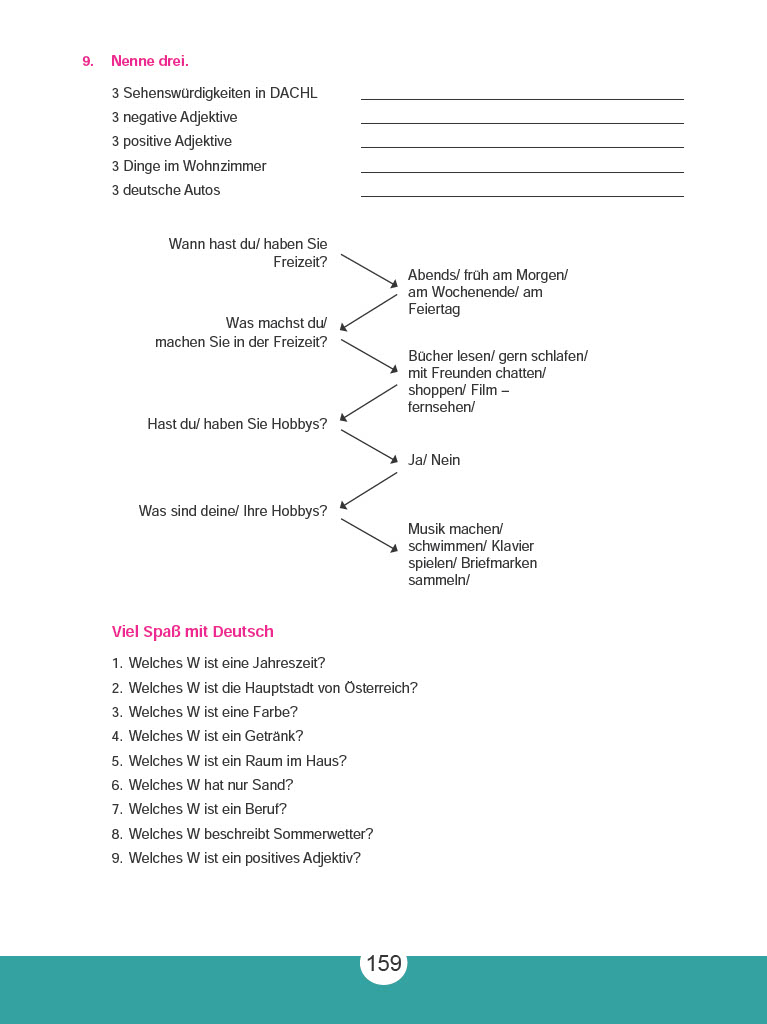 9. Nenne drei.
3 Sehenswürdigkeiten in DACHL
3 negative Adjektive
3 positive Adjektive
3 Dinge im Wohnzimmer
3 deutsche Autos
Wann hast du/ haben Sie
Freizeit?
Abends/ früh am Morgen/
am Wochenende/ am
Feiertag
Was machst du/
machen Sie in der Freizeit?
Bücher lesen/ gern schlafen/
mit Freunden chatten/
shoppen/ Film –
fernsehen/
Hast du/ haben Sie Hobbys?
Ja/ Nein
Was sind deine/ Ihre Hobbys?
Musik machen/
schwimmen/ Klavier
spielen/ Briefmarken
sammeln/
Viel Spaß mit Deutsch
1. Welches W ist eine Jahreszeit?
2. Welches W ist die Hauptstadt von Österreich?
3. Welches W ist eine Farbe?
4. Welches W ist ein Getränk?
5. Welches W ist ein Raum im Haus?
6. Welches W hat nur Sand?
7. Welches W ist ein Beruf?
8. Welches W beschreibt Sommerwetter?
9. Welches W ist ein positives Adjektiv?
159